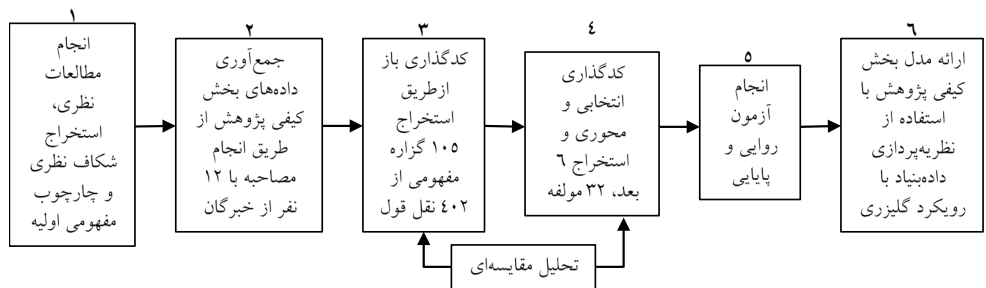 ۱
انجام
مطالعات
نظری،
استخراج
شکاف نظری
و چارچوب
مفهومی اولیه
۲
جمع‌آوری
داده‌های بخش
کیفی پژوهش از
طریق انجام
مصاحبه با ۱۲
نفر از خبرگان
۳
کدگذاری باز
ازطریق
استخراج
۱۰۵ گزاره
مفهومی از
۴۰۲ نقل قول
۴
کدگذاری
انتخابی و
محوری و
استخراج ۶
بعد، ۳۲ مولفه
۵
انجام
آزمون
روایی و
پایایی
۶
ارائه مدل بخش
کیفی پژوهش با
استفاده از
نظریه‌پردازی
داده‌بنیاد با
رویکرد گلیزری
تحلیل مقایسه‌ای